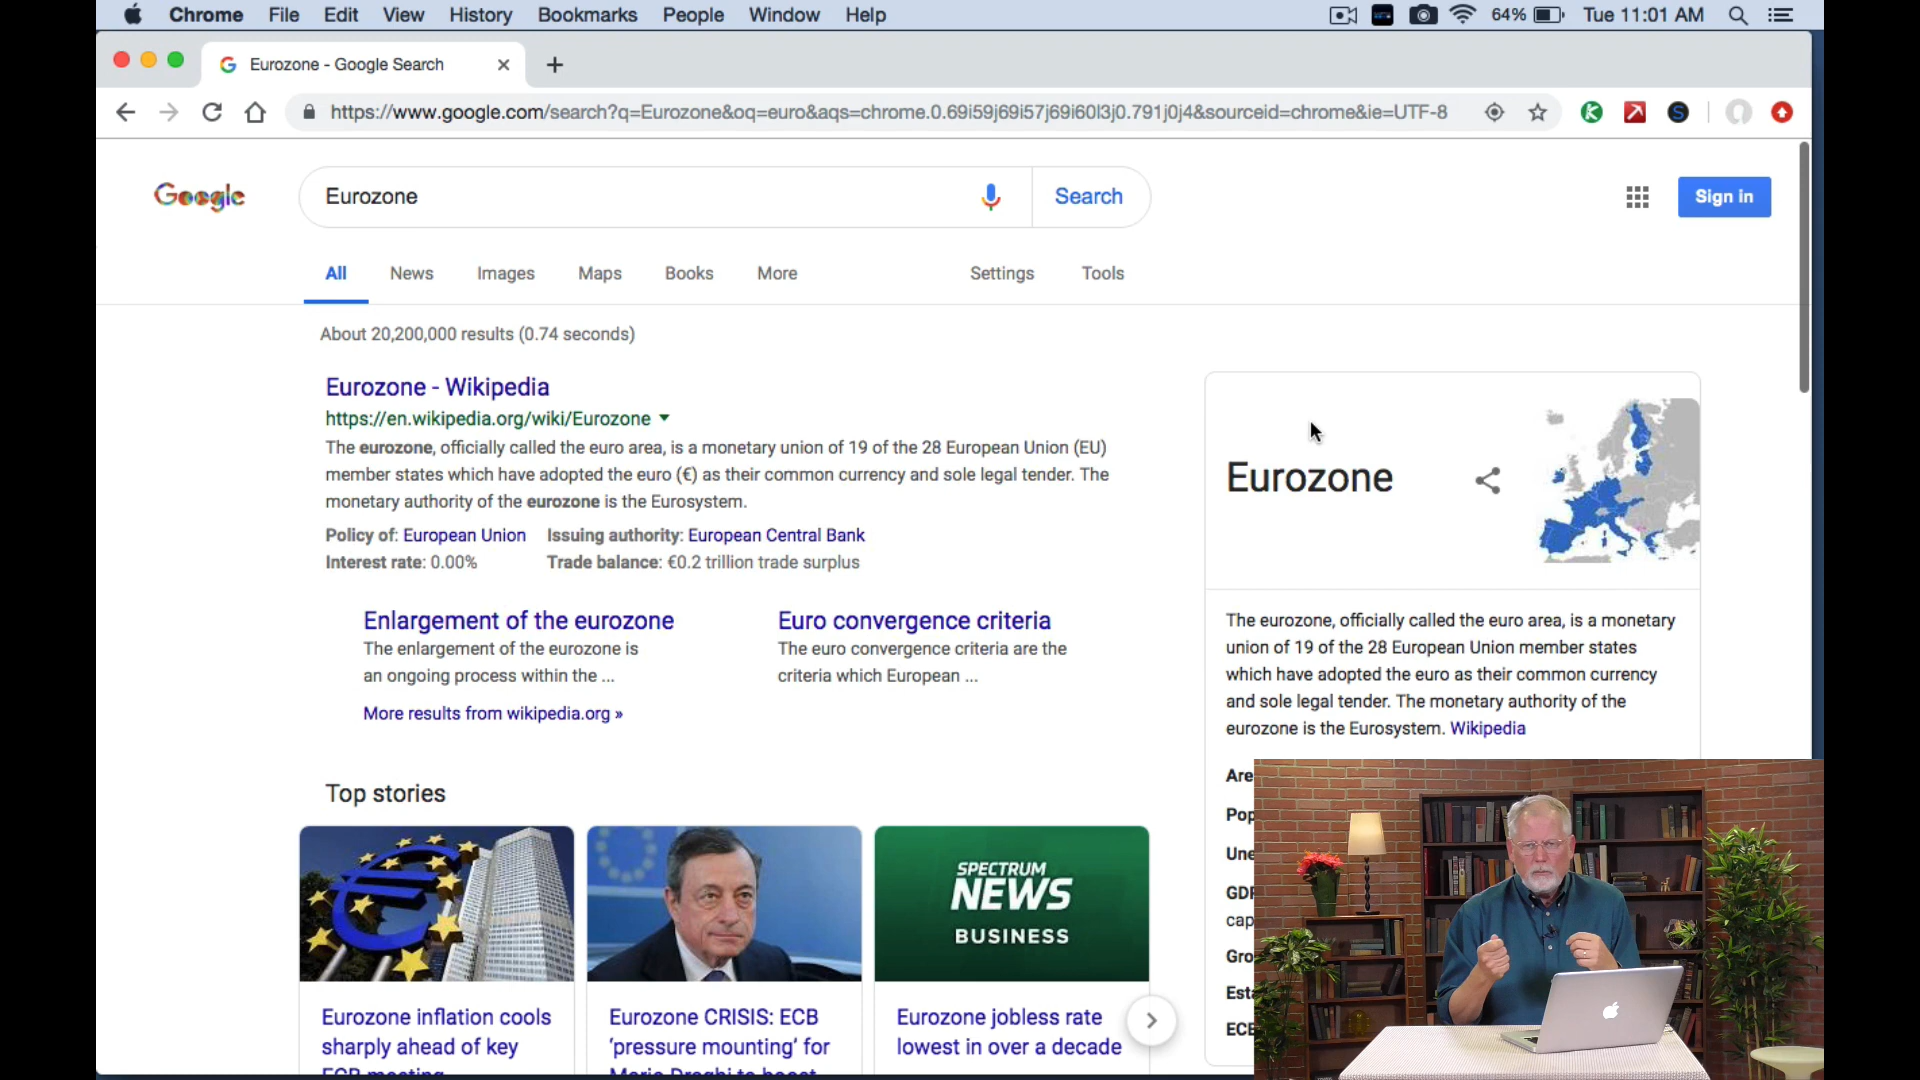 Chrome File Edit View History Bookmarks People Window Help 64% Tue 11:01 AM
Eurozone - Google Search
https://www.google.com/search?q=Eurozone&oq=euro&aqs=chrome.0.69i59j69i57j69i60l3j0.791j0j4&sourceid=chrome&ie=UTF-8
Google Eurozone Search Sign in
All News Images Maps Books More Settings Tools
About 20,200,000 results (0.74 seconds)
Eurozone - Wikipedia
https://en.wikipedia.org/wiki/Eurozone
The eurozone, officially called the euro area, is a monetary union of 19 of the 28 European Union (EU)
member states which have adopted the euro (€) as their common currency and sole legal tender. The
monetary authority of the eurozone is the Eurosystem.
Policy of: European Union Issuing authority: European Central Bank
Interest rate: 0.00% Trade balance: €0.2 trillion trade surplus
Enlargement of the eurozone
The enlargement of the eurozone is
an ongoing process within the ...
Euro convergence criteria
The euro convergence criteria are the
criteria which European ...
More results from wikipedia.org »
Top stories
SPECTRUM
NEWS
BUSINESS
Eurozone inflation cools
sharply ahead of key
ECB meeting
Eurozone CRISIS: ECB
'pressure mounting' for
Mario Draghi to boost
Eurozone jobless rate
lowest in over a decade
Eurozone
The eurozone, officially called the euro area, is a monetary
union of 19 of the 28 European Union member states
which have adopted the euro as their common currency
and sole legal tender. The monetary authority of the
eurozone is the Eurosystem. Wikipedia
Are
Pop
Une
GDP
cap
Gro
Esta
ECB